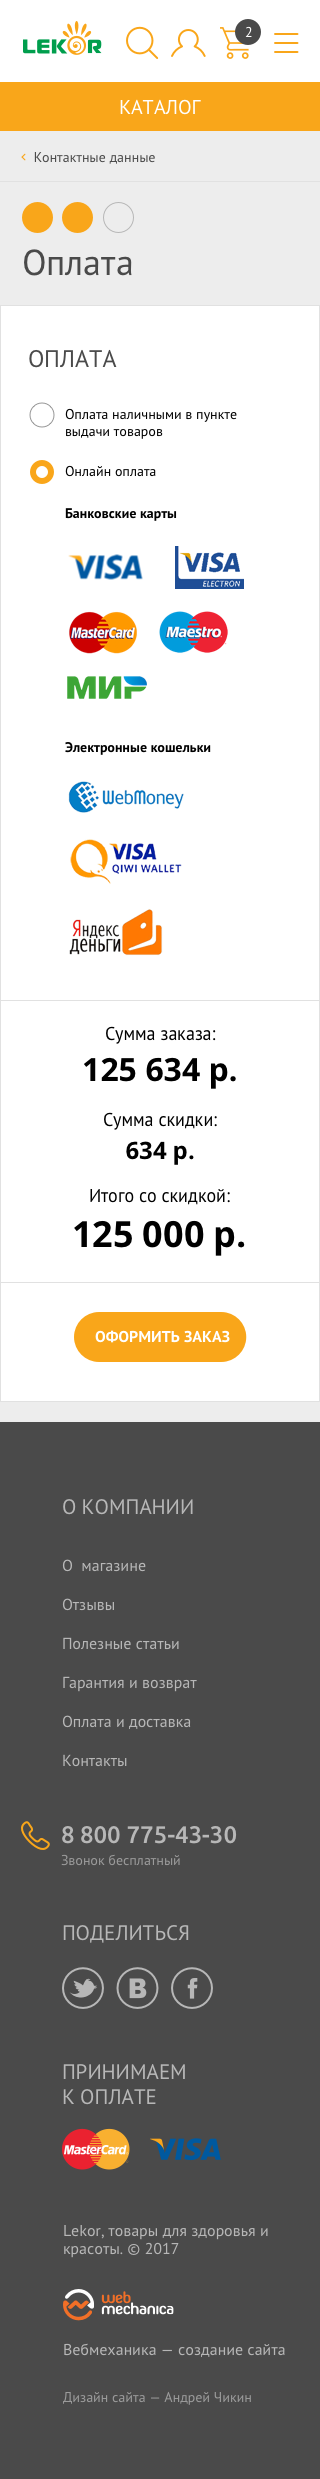 LEKOR
2
КАТАЛОГ
Контактные данные
Оплата
ОПЛАТА
Оплата наличными в пункте
выдачи товаров
Онлайн оплата
Банковские карты
VISA
VISA
ELECTRON
MasterCard
Maestro
МИР
Электронные кошельки
WebMoney
VISA
QIWI WALLET
Яндекс
деньги
Сумма заказа:
125 634 р.
Сумма скидки:
634 р.
Итого со скидкой:
125 000 р.
ОФОРМИТЬ ЗАКАЗ
О КОМПАНИИ
О магазине
Отзывы
Полезные статьи
Гарантия и возврат
Оплата и доставка
Контакты
8 800 775-43-30
Звонок бесплатный
ПОДЕЛИТЬСЯ
В f
ПРИНИМАЕМ
К ОПЛАТЕ
MasterCard VISA
Lekor, товары для здоровья и
красоты. © 2017
web
mechanica
Вебмеханика — создание сайта
Дизайн сайта — Андрей Чикин